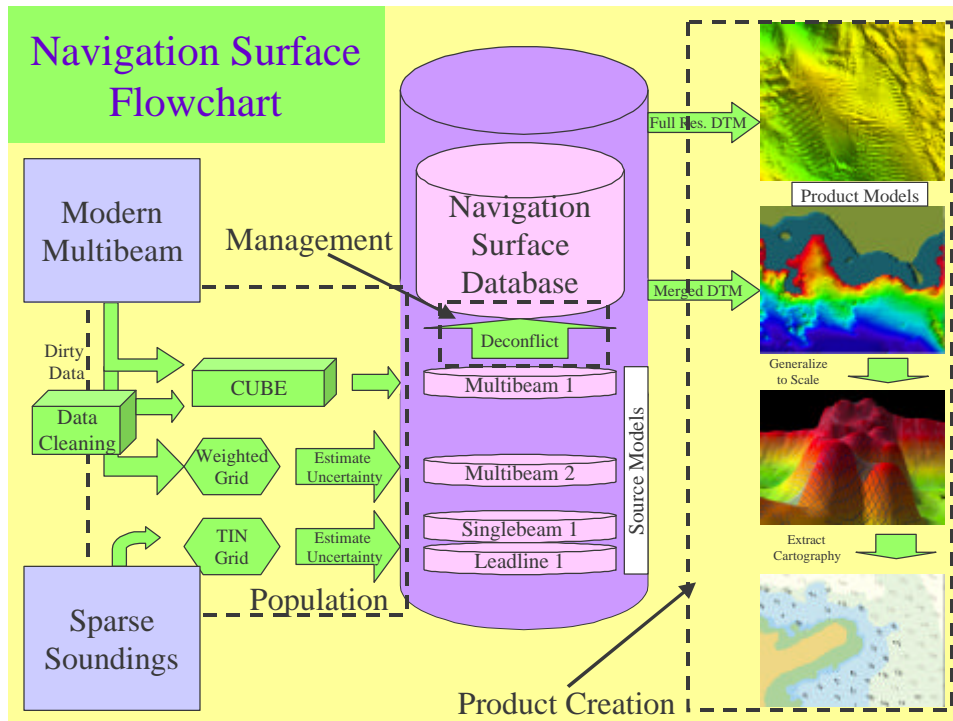 Navigation Surface
Flowchart
Modern
Multibeam
Management
Dirty
Data
Data
Cleaning
CUBE
Weighted
Grid
Estimate
Uncertainty
TIN
Grid
Estimate
Uncertainty
Population
Sparse
Soundings
Navigation
Surface
Database
Deconflict
Multibeam 1
Multibeam 2
Singlebeam 1
Leadline 1
Source Models
Full Res. DTM
Product Models
Merged DTM
Generalize
to Scale
Extract
Cartography
Product Creation